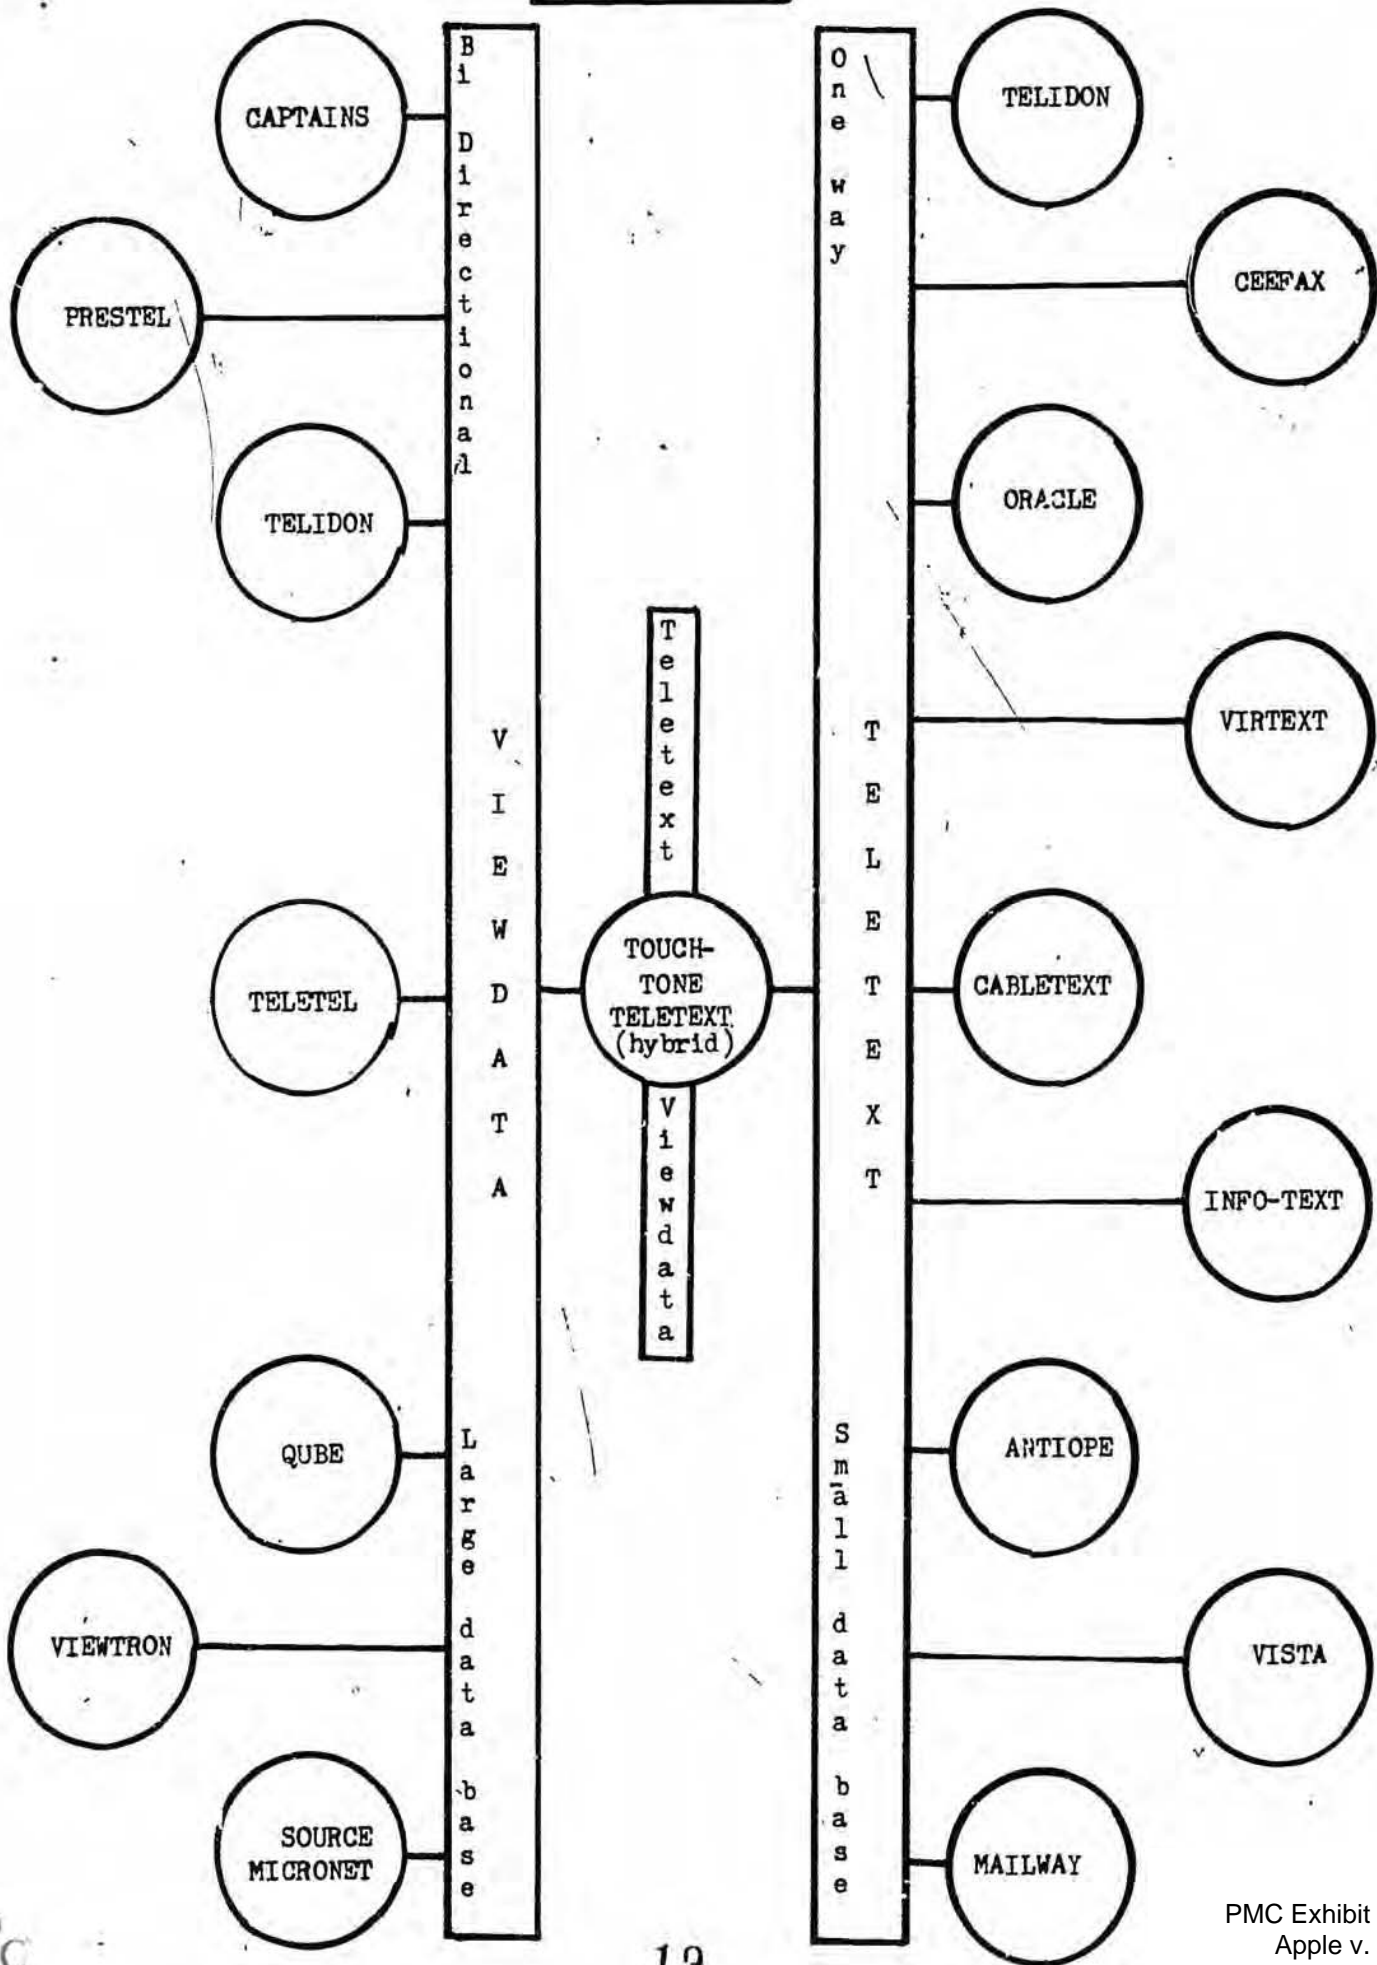 Bi Directional
VIEWDATA
Large data base
CAPTAINS
PRESTEL
TELIDON
TELETEL
QUBE
VIEWTRON
SOURCE
MICRONET
Teletext
TOUCH-
TONE
TELETEXT
(hybrid)
Viewdata
One way
TELETEXT
Small data base
TELIDON
CEEFAX
ORACLE
VIRTEXT
CABLETEXT
INFO-TEXT
ANTIOPE
VISTA
MAILWAY
PMC Exhibit
Apple v.